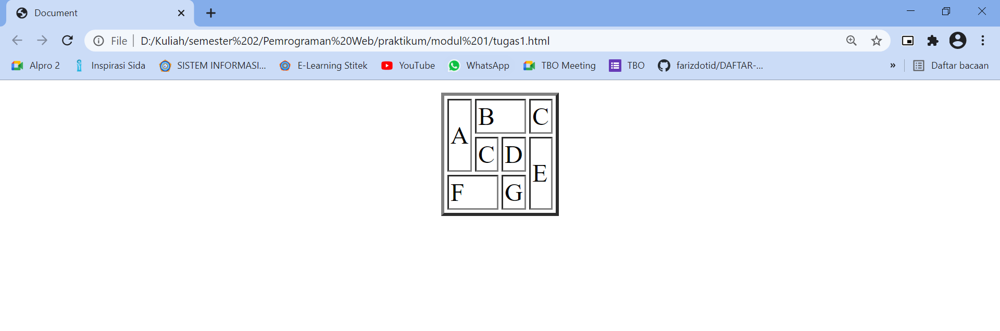 Document
File D:/Kuliah/semester%202/Pemrograman%20Web/praktikum/modul%201/tugas1.html
Alpro 2 Inspirasi Sida SISTEM INFORMASI... E-Learning Stitek YouTube WhatsApp TBO Meeting TBO farizdotid/DAFTAR-... » Daftar bacaan
A B C
C D E
F G